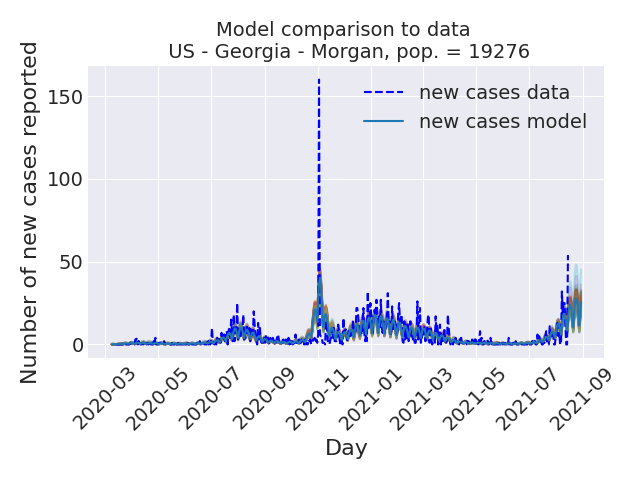 Model comparison to data
US - Georgia - Morgan, pop. = 19276
Number of new cases reported
150
100
50
0
new cases data
new cases model
2020-03
2020-05
2020-07
2020-09
2020-11
2021-01
2021-03
2021-05
2021-07
2021-09
Day